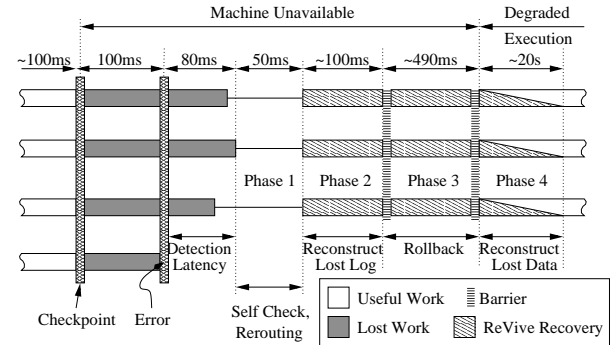 Machine Unavailable
Degraded
Execution
~100ms
100ms
80ms
50ms
~100ms
~490ms
~20s
Phase 1
Phase 2
Phase 3
Phase 4
Detection
Latency
Reconstruct
Lost Log
Rollback
Reconstruct
Lost Data
Checkpoint
Error
Self Check,
Rerouting
Useful Work
Barrier
Lost Work
ReVive Recovery